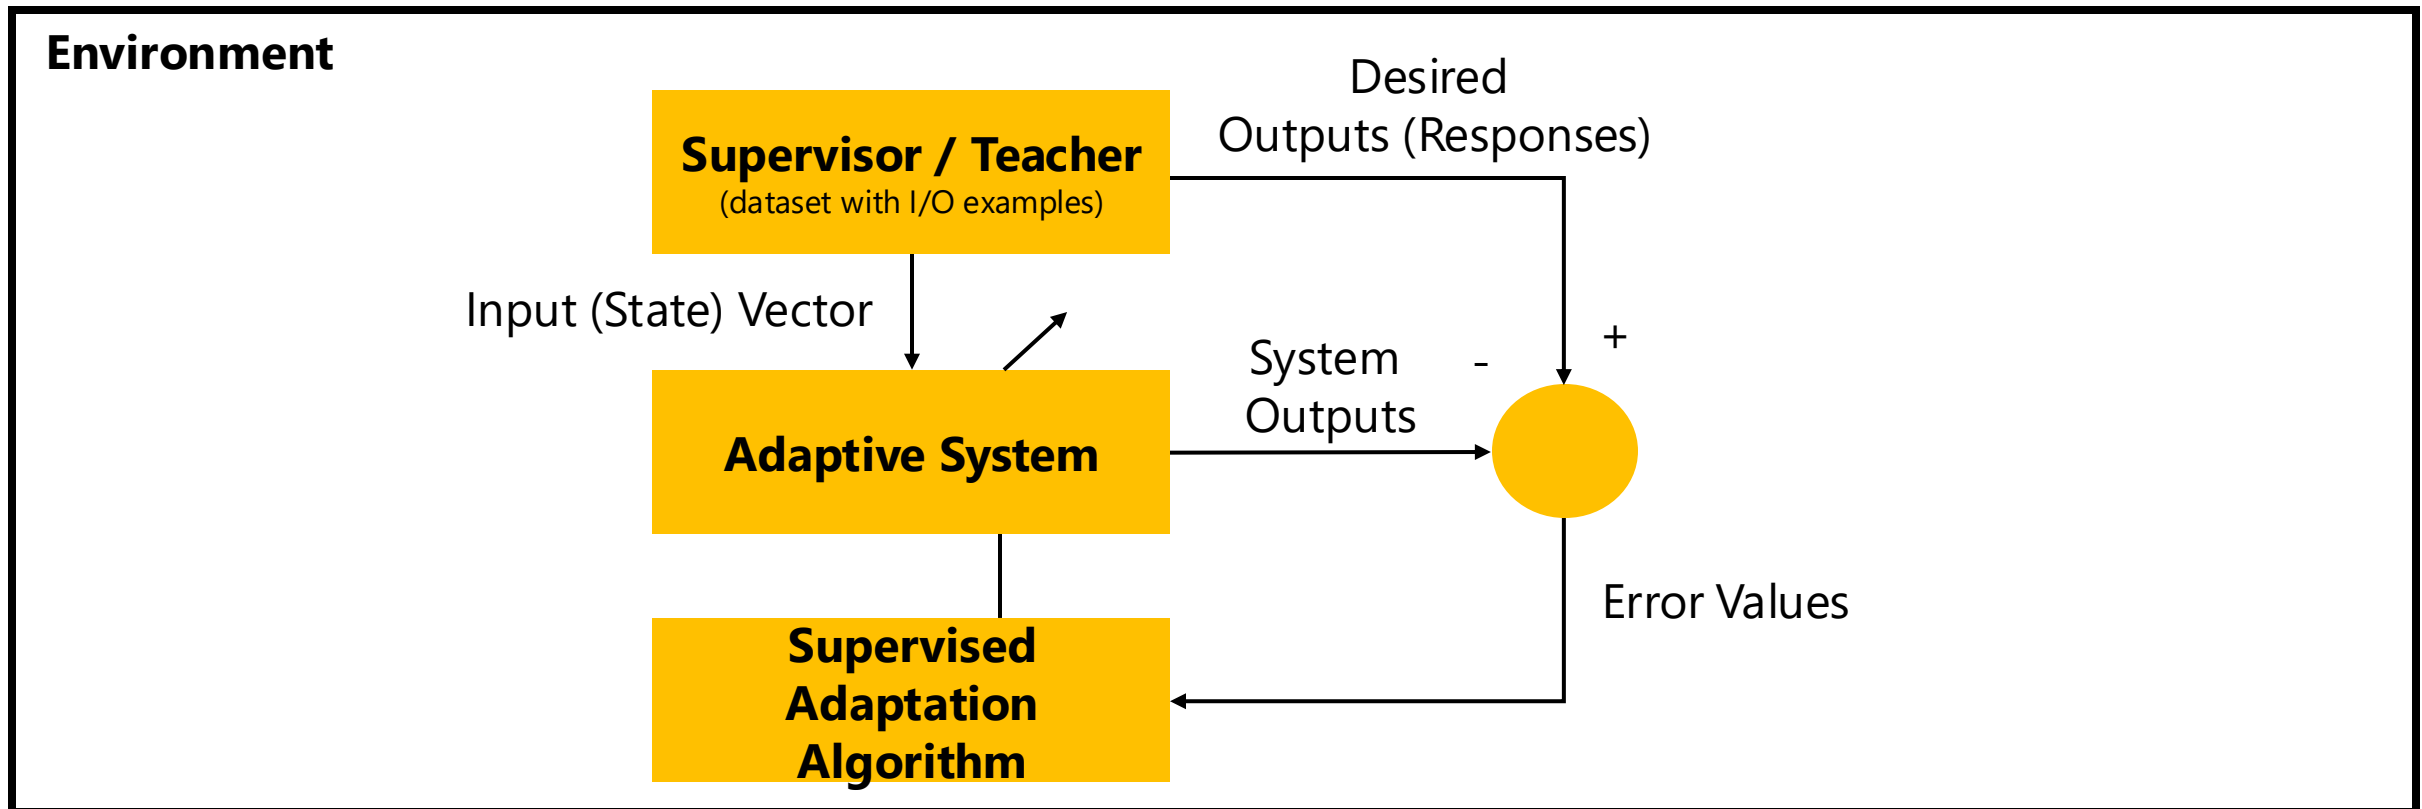 Environment
Desired
Outputs (Responses)
Supervisor / Teacher
(dataset with I/O examples)
Input (State) Vector
+
System
-
Outputs
Adaptive System
Error Values
Supervised
Adaptation
Algorithm